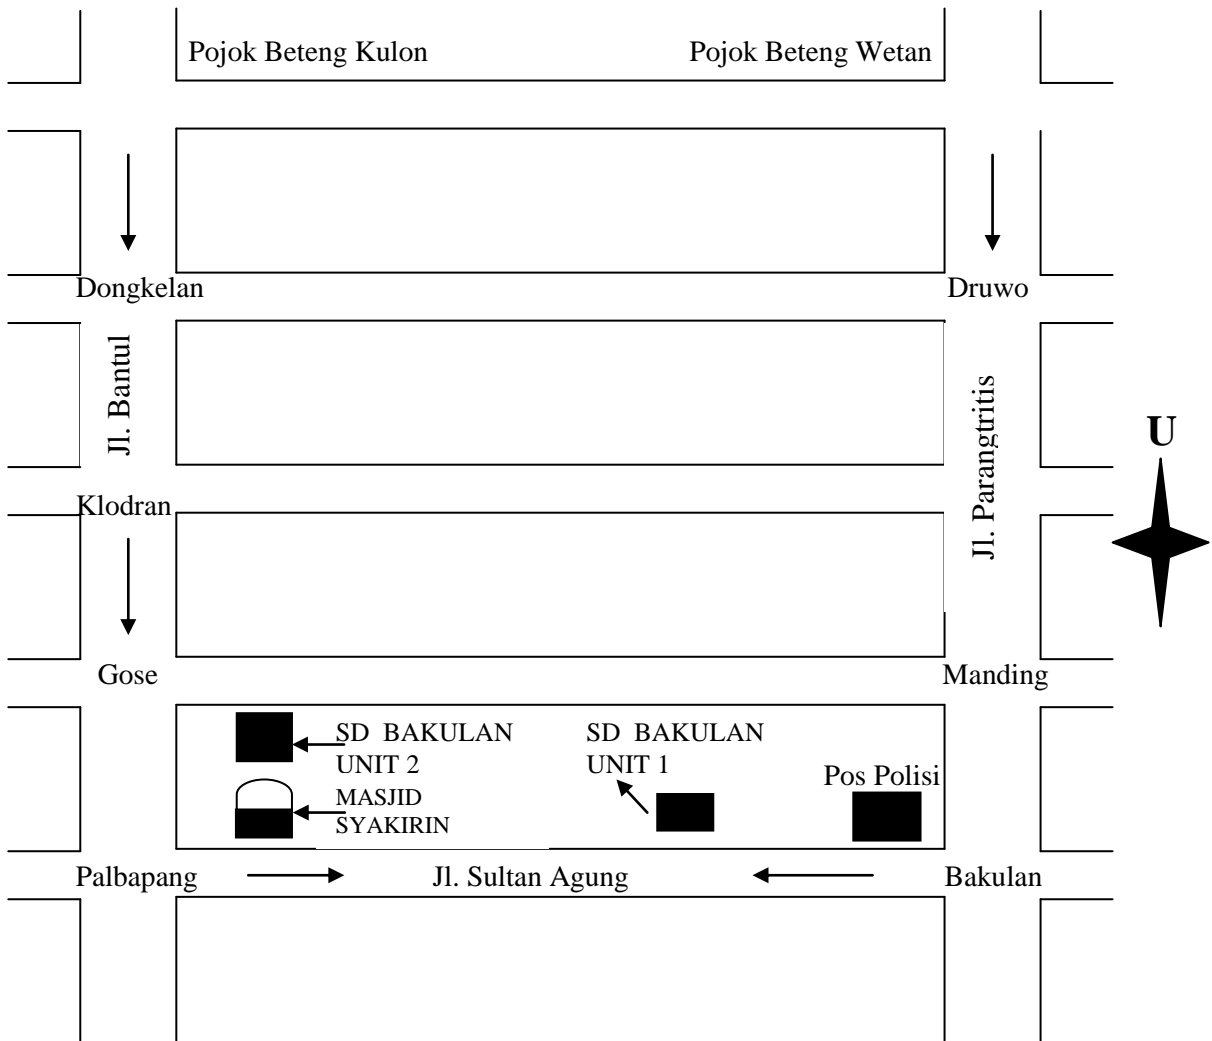 Pojok Beteng Kulon
Pojok Beteng Wetan
Dongkelan
Druwo
Jl. Bantul
Jl. Parangtritis
U
Klodran
Gose
Manding
SD BAKULAN
UNIT 2
SD BAKULAN
UNIT 1
Pos Polisi
MASJID
SYAKIRIN
Palbapang
Jl. Sultan Agung
Bakulan